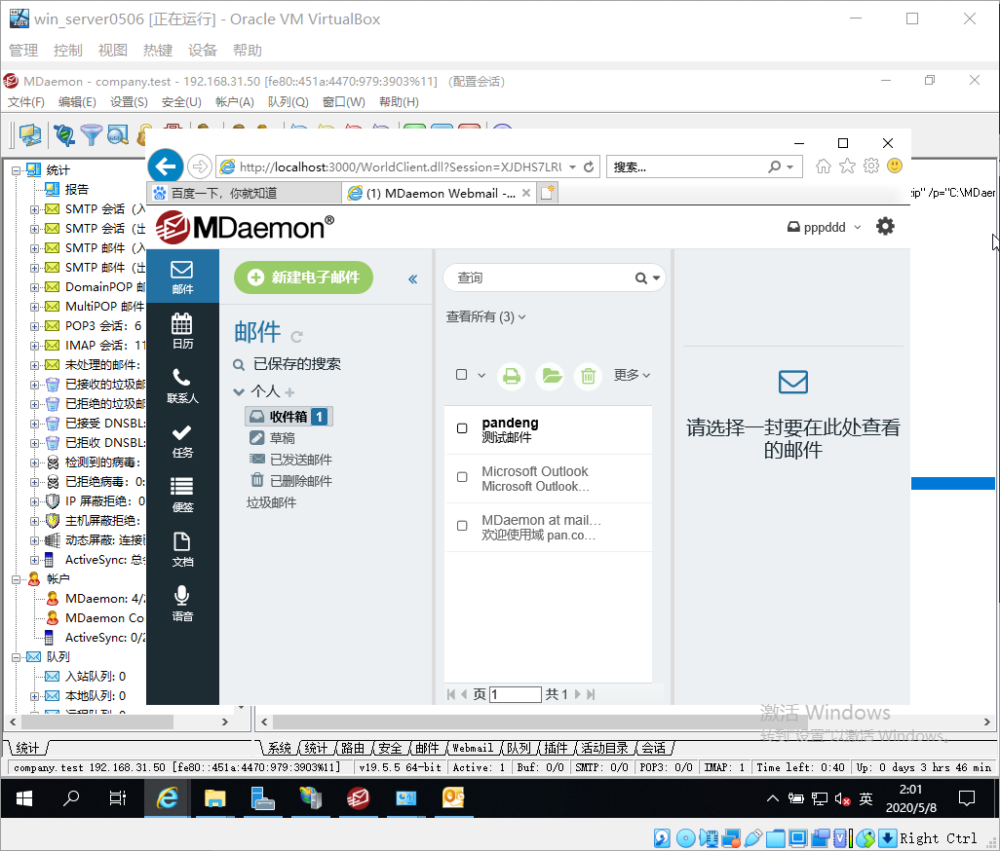 win_server0506 [正在运行] - Oracle VM VirtualBox
管理 控制 视图 热键 设备 帮助
MDaemon - company.test - 192.168.31.50 [fe80::451a:4470:979:3903%11] (配置会话)
文件(F) 编辑(E) 设置(S) 安全(U) 帐户(A) 队列(Q) 窗口(W) 帮助(H)
统计
报告
SMTP 会话 (入
SMTP 会话 (出
SMTP 邮件 (入
SMTP 邮件 (出
DomainPOP 邮
MultiPOP 邮件
POP3 会话: 6
IMAP 会话: 11
未处理的邮件:
已接收的垃圾邮
已拒绝的垃圾邮
已接受 DNSBL:
已拒收 DNSBL:
检测到的病毒:
已拒绝病毒: 0:
IP 屏蔽拒绝: 0
主机屏蔽拒绝:
动态屏蔽: 连接
ActiveSync: 总
帐户
MDaemon: 4/2
MDaemon Co
ActiveSync: 0/2
队列
入站队列: 0
本地队列: 0
远程队列: 0
http://localhost:3000/WorldClient.dll?Session=XJDHS7LRU
搜索...
百度一下，你就知道
(1) MDaemon Webmail -...
zip" /p="C:\MDaem
MDaemon®
pppddd
邮件
日历
联系人
任务
便签
文档
语音
新建电子邮件
«
邮件
已保存的搜索
个人
收件箱 1
草稿
已发送邮件
已删除邮件
垃圾邮件
查询
查看所有 (3)
更多
pandeng
测试邮件
Microsoft Outlook
Microsoft Outlook…
MDaemon at mail…
欢迎使用域 pan.co…
页 1 共 1
请选择一封要在此处查看
的邮件
激活 Windows
转到"设置"以激活 Windows。
统计
系统 统计 路由 安全 邮件 Webmail 队列 插件 活动目录 会话
company.test 192.168.31.50 [fe80::451a:4470:979:3903%11] v19.5.5 64-bit Active: 1 Buf: 0/0 SMTP: 0/0 POP3: 0/0 IMAP: 1 Time left: 0:40 Up: 0 days 3 hrs 46 min
英
2:01
2020/5/8
Right Ctrl